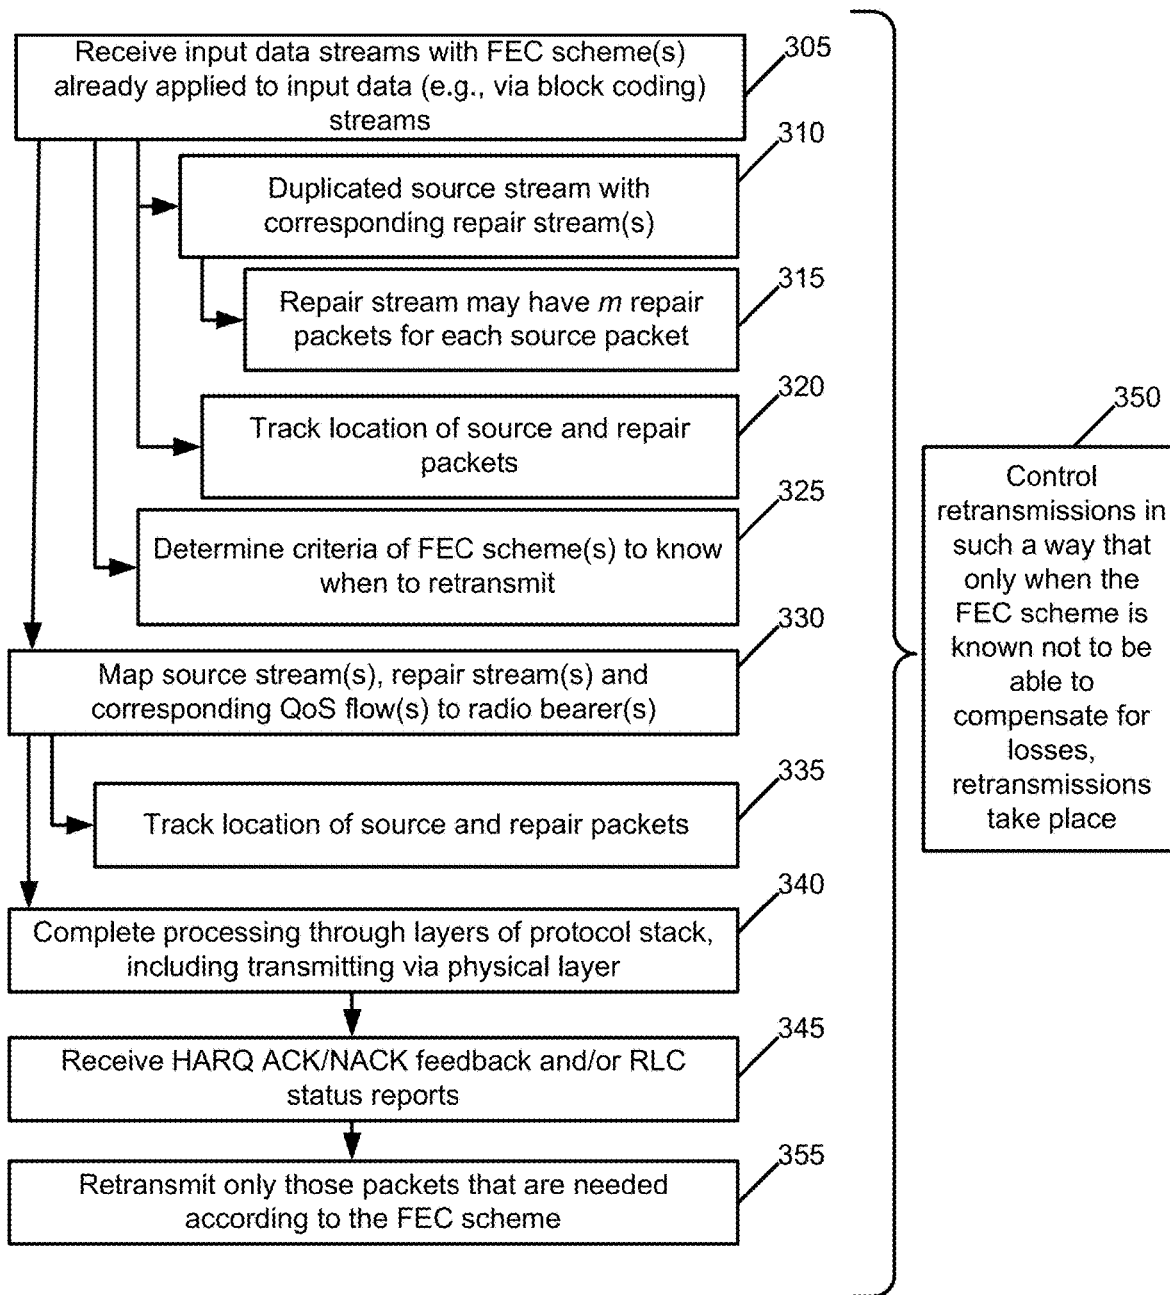 Receive input data streams with FEC scheme(s)
already applied to input data (e.g., via block coding)
streams
305
Duplicated source stream with
corresponding repair stream(s)
310
Repair stream may have m repair
packets for each source packet
315
Track location of source and repair
packets
320
Determine criteria of FEC scheme(s) to know
when to retransmit
325
Map source stream(s), repair stream(s) and
corresponding QoS flow(s) to radio bearer(s)
330
Track location of source and repair packets
335
Complete processing through layers of protocol stack,
including transmitting via physical layer
340
Receive HARQ ACK/NACK feedback and/or RLC
status reports
345
Retransmit only those packets that are needed
according to the FEC scheme
355
350
Control
retransmissions in
such a way that
only when the
FEC scheme is
known not to be
able to
compensate for
losses,
retransmissions
take place